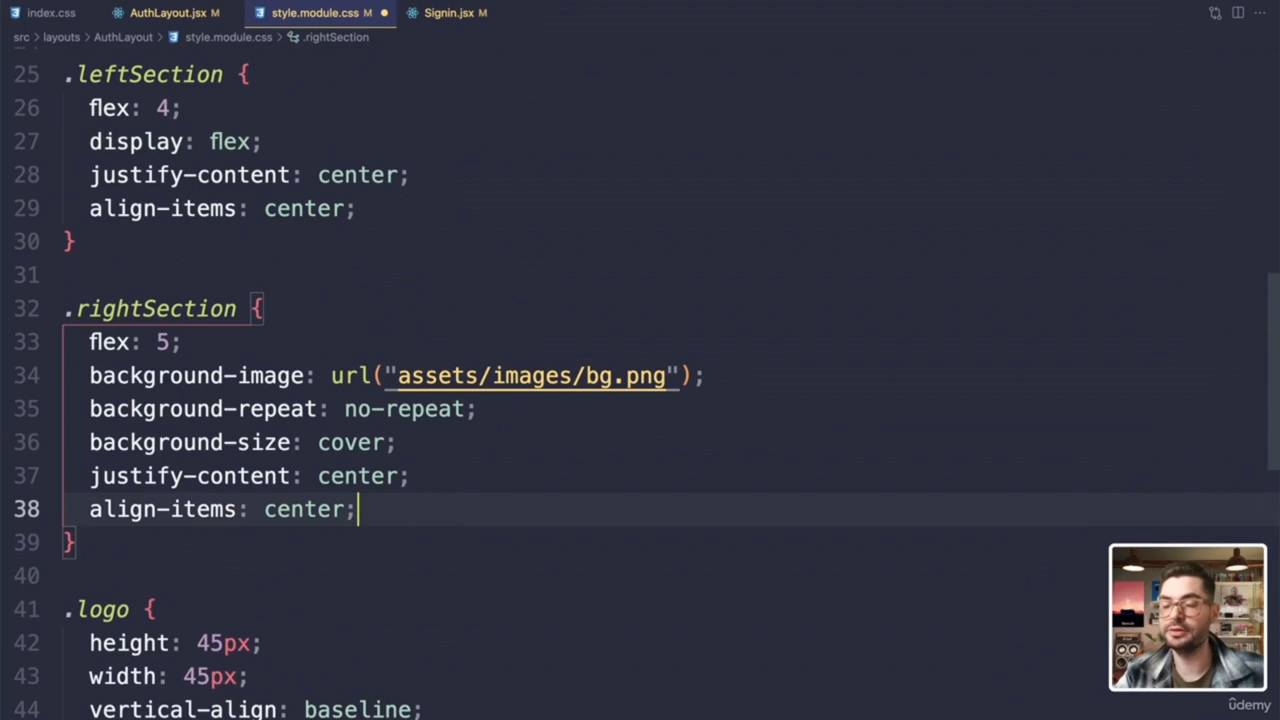 index.css AuthLayout.jsx M style.module.css M Signin.jsx M
src > layouts > AuthLayout > style.module.css > .rightSection
25 .leftSection {
26 flex: 4;
27 display: flex;
28 justify-content: center;
29 align-items: center;
30 }
31
32 .rightSection {
33 flex: 5;
34 background-image: url("assets/images/bg.png");
35 background-repeat: no-repeat;
36 background-size: cover;
37 justify-content: center;
38 align-items: center;
39 }
40
41 .logo {
42 height: 45px;
43 width: 45px;
44 vertical-align: baseline;
udemy